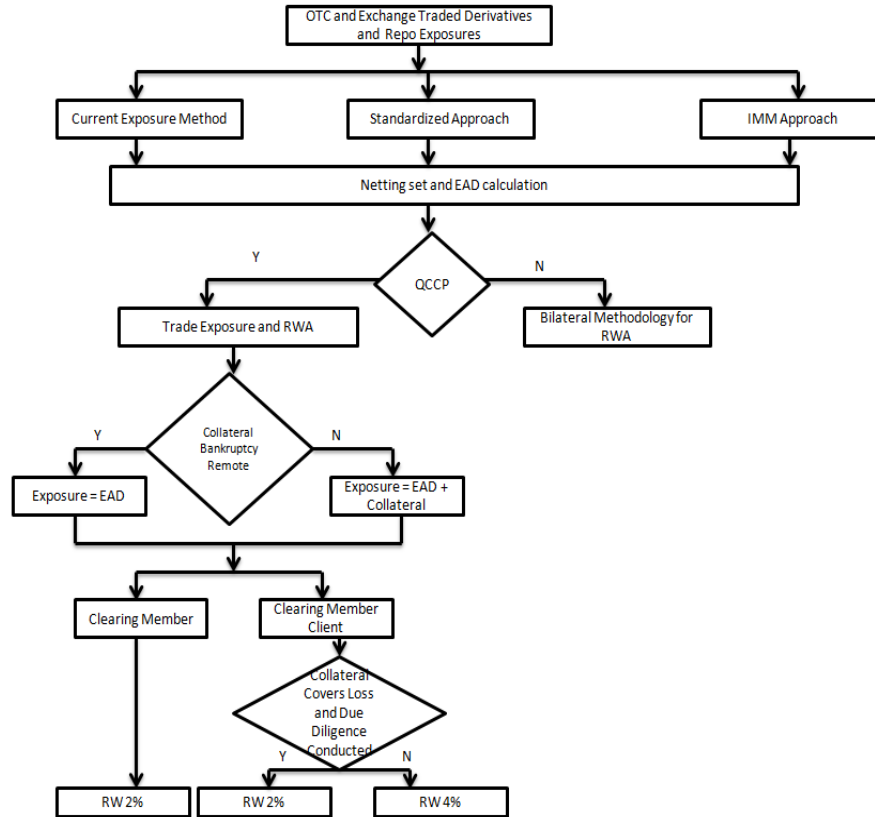 OTC and Exchange Traded Derivatives
and Repo Exposures
Current Exposure Method
Standardized Approach
IMM Approach
Netting set and EAD calculation
Y
QCCP
N
Trade Exposure and RWA
Bilateral Methodology for
RWA
Y
Collateral
Bankruptcy
Remote
N
Exposure = EAD
Exposure = EAD +
Collateral
Clearing Member
Clearing Member
Client
Collateral
Covers Loss
and Due
Diligence
Conducted
Y
N
RW 2%
RW 2%
RW 4%